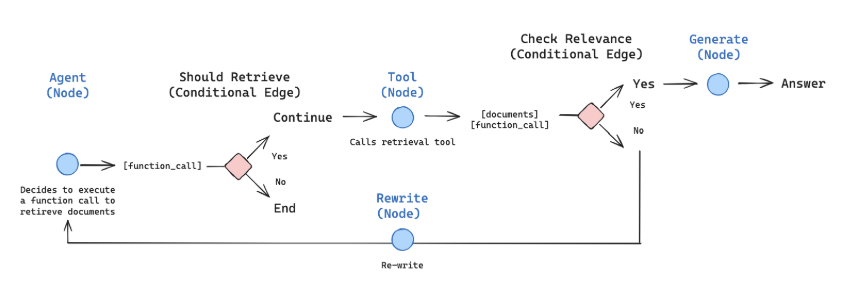 Agent
(Node)
Decides to execute
a function call to
retireve documents
[function_call]
Should Retrieve
(Conditional Edge)
Continue
Yes
No
End
Tool
(Node)
Calls retrieval tool
[documents]
[function_call]
Check Relevance
(Conditional Edge)
Yes
Yes
No
Generate
(Node)
Answer
Rewrite
(Node)
Re-write